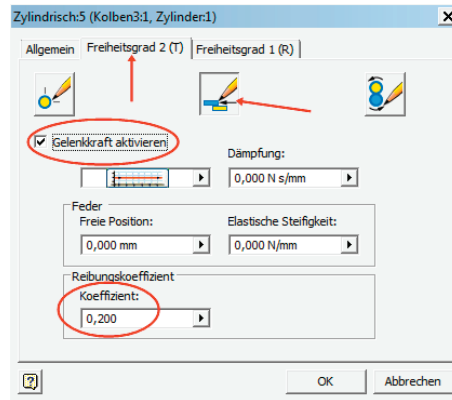 Zylindrisch:5 (Kolben3:1, Zylinder:1)
Allgemein Freiheitsgrad 2 (T) Freiheitsgrad 1 (R)
Gelenkkraft aktivieren
Dämpfung:
0,000 N s/mm
Feder
Freie Position: Elastische Steifigkeit:
0,000 mm 0,000 N/mm
Reibungskoeffizient
Koeffizient:
0,200
OK Abbrechen